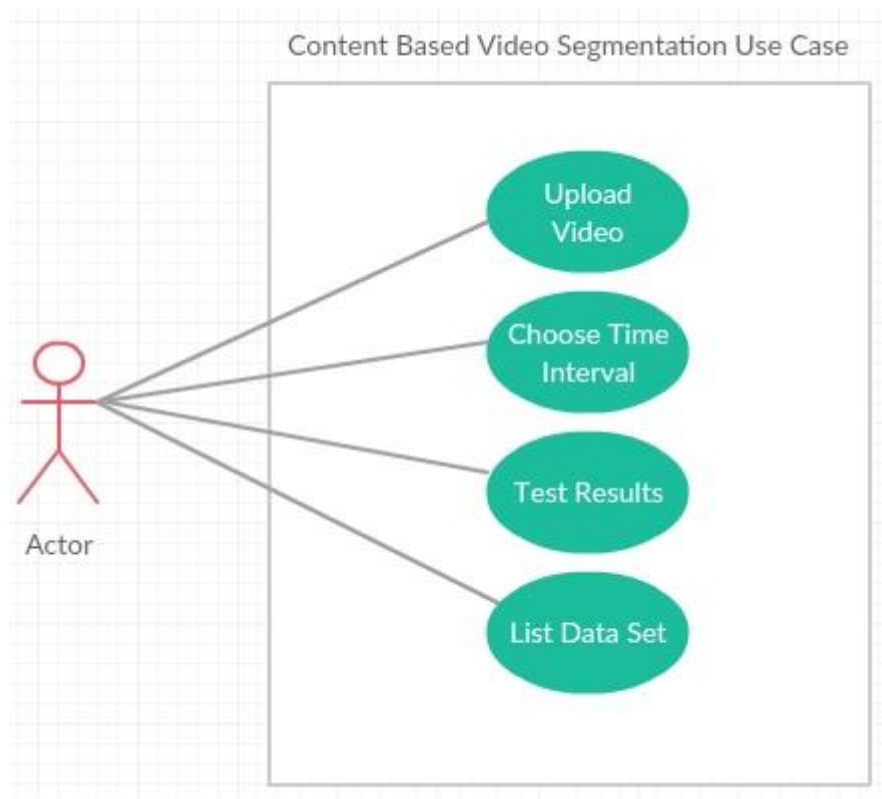 Content Based Video Segmentation Use Case
Upload
Video
Choose Time
Interval
Test Results
List Data Set
Actor